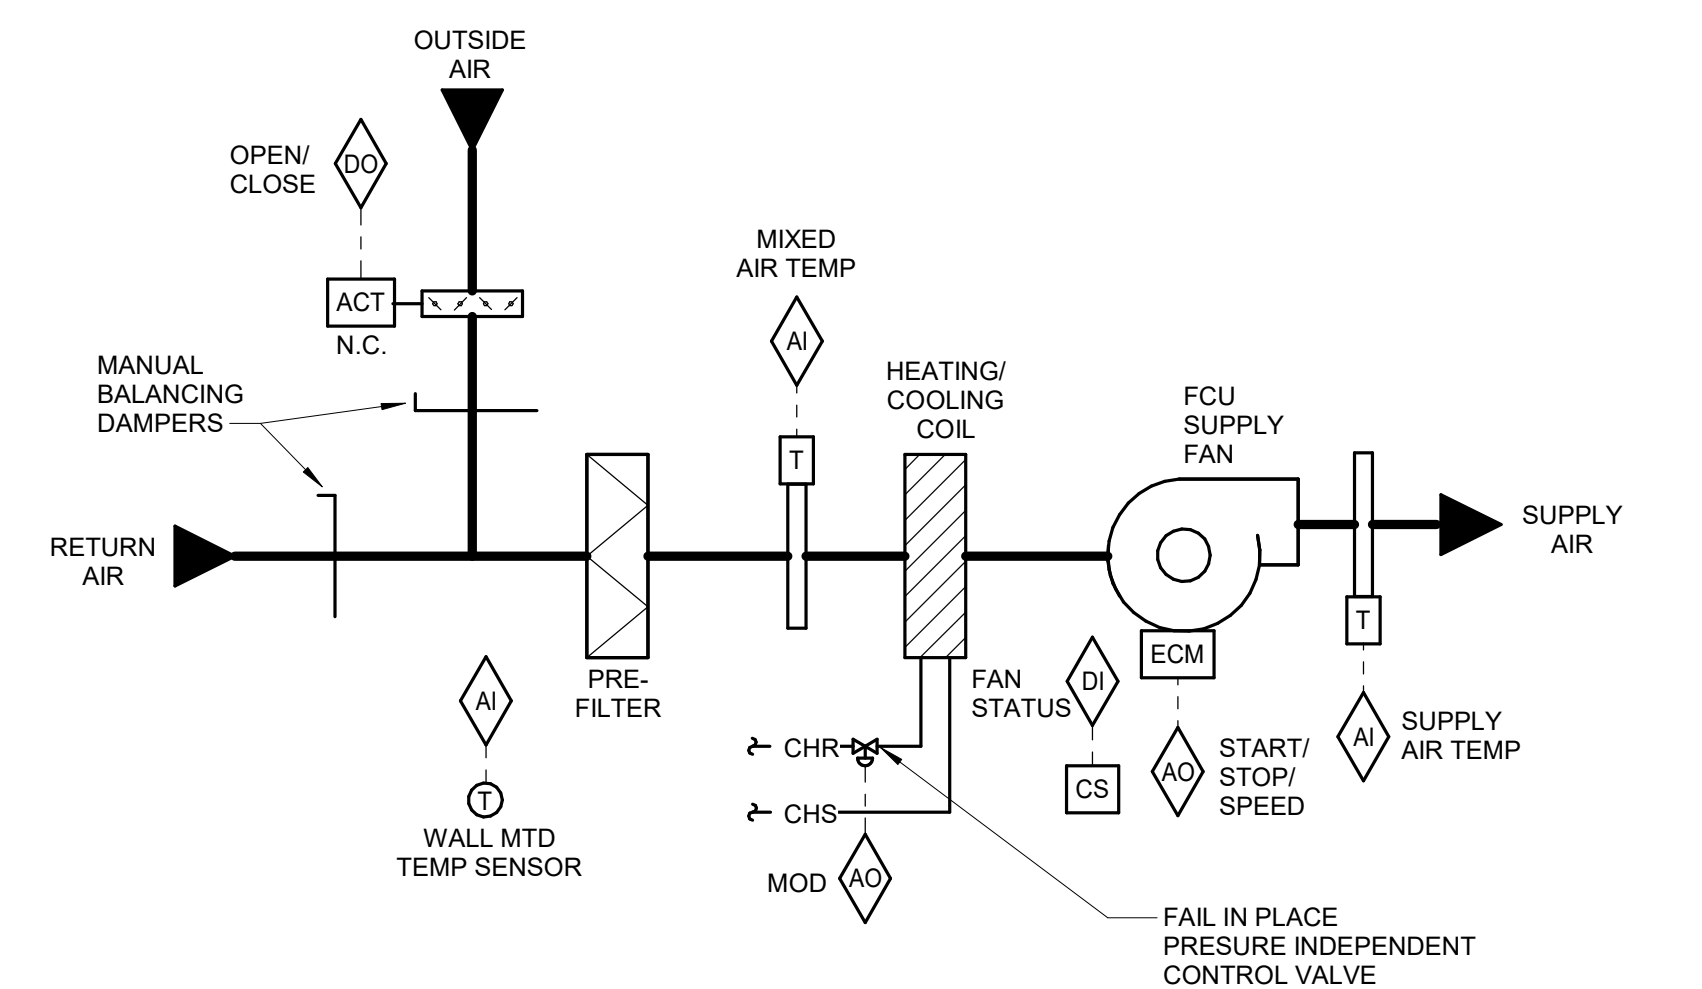 OUTSIDE
AIR
OPEN/
CLOSE
DO
ACT
N.C.
MANUAL
BALANCING
DAMPERS
MIXED
AIR TEMP
AI
T
HEATING/
COOLING
COIL
FCU
SUPPLY
FAN
RETURN
AIR
SUPPLY
AIR
PRE-
FILTER
AI
T
WALL MTD
TEMP SENSOR
FAN
STATUS
DI
CS
ECM
AO
START/
STOP/
SPEED
T
AI
SUPPLY
AIR TEMP
CHR
CHS
MOD
AO
FAIL IN PLACE
PRESURE INDEPENDENT
CONTROL VALVE